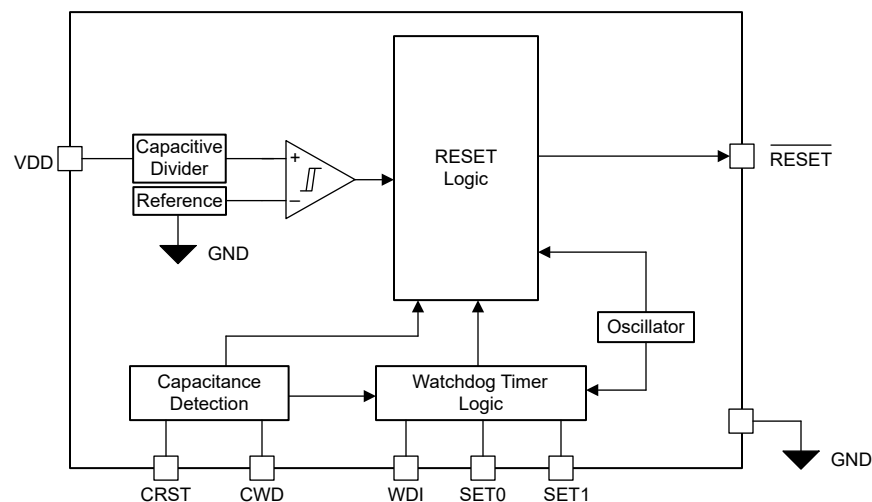 VDD
Capacitive
Divider
+
Reference
−
GND
RESET
Logic
RESET
Oscillator
Capacitance
Detection
Watchdog Timer
Logic
GND
CRST
CWD
WDI
SET0
SET1